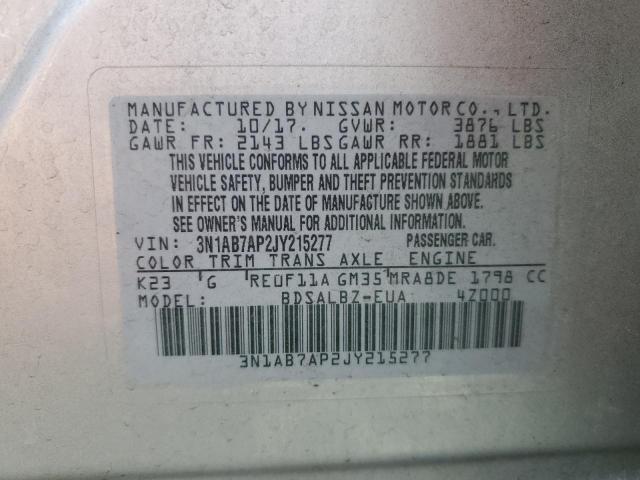 MANUFACTURED BY NISSAN MOTOR CO., LTD.
DATE: 10/17. GVWR: 3876 LBS
GAWR FR: 2143 LBS GAWR RR: 1881 LBS
THIS VEHICLE CONFORMS TO ALL APPLICABLE FEDERAL MOTOR
VEHICLE SAFETY, BUMPER AND THEFT PREVENTION STANDARDS
IN EFFECT ON THE DATE OF MANUFACTURE SHOWN ABOVE.
SEE OWNER'S MANUAL FOR ADDITIONAL INFORMATION.
VIN: 3N1AB7AP2JY215277 PASSENGER CAR.
COLOR TRIM TRANS AXLE ENGINE
K23 G RE0F11A GM35 MRA8DE 1798 CC
MODEL: BDSALBZ-EUA 4Z000
3N1AB7AP2JY215277